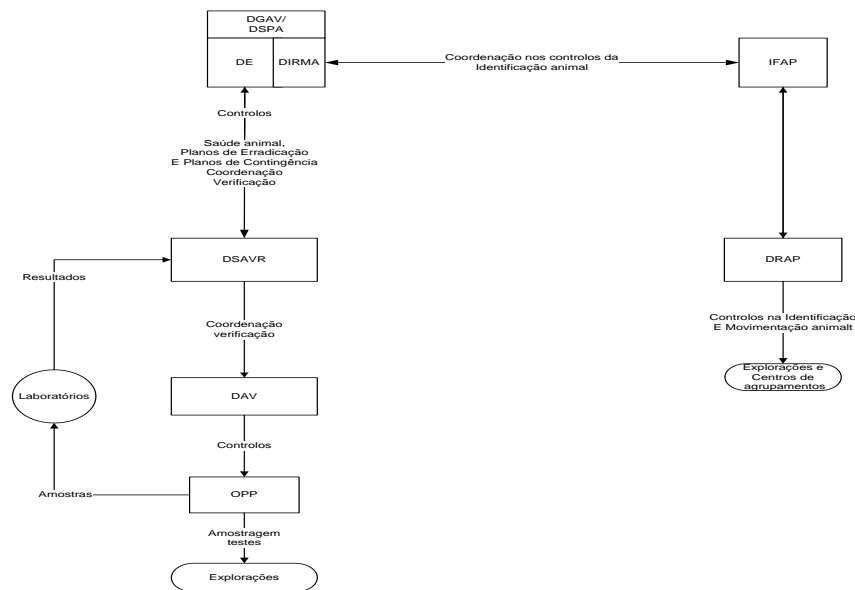 DGAV/
DSPA
DE
DIRMA
Coordenação nos controlos da
Identificação animal
IFAP
Controlos
Saúde animal,
Planos de Erradicação
E Planos de Contingência
Coordenação
Verificação
DSAVR
DRAP
Resultados
Controlos na Identificação
E Movimentação animalt
Coordenação
verificação
Explorações e
Centros de
agrupamentos
Laboratórios
DAV
Controlos
Amostras
OPP
Amostragem
testes
Explorações